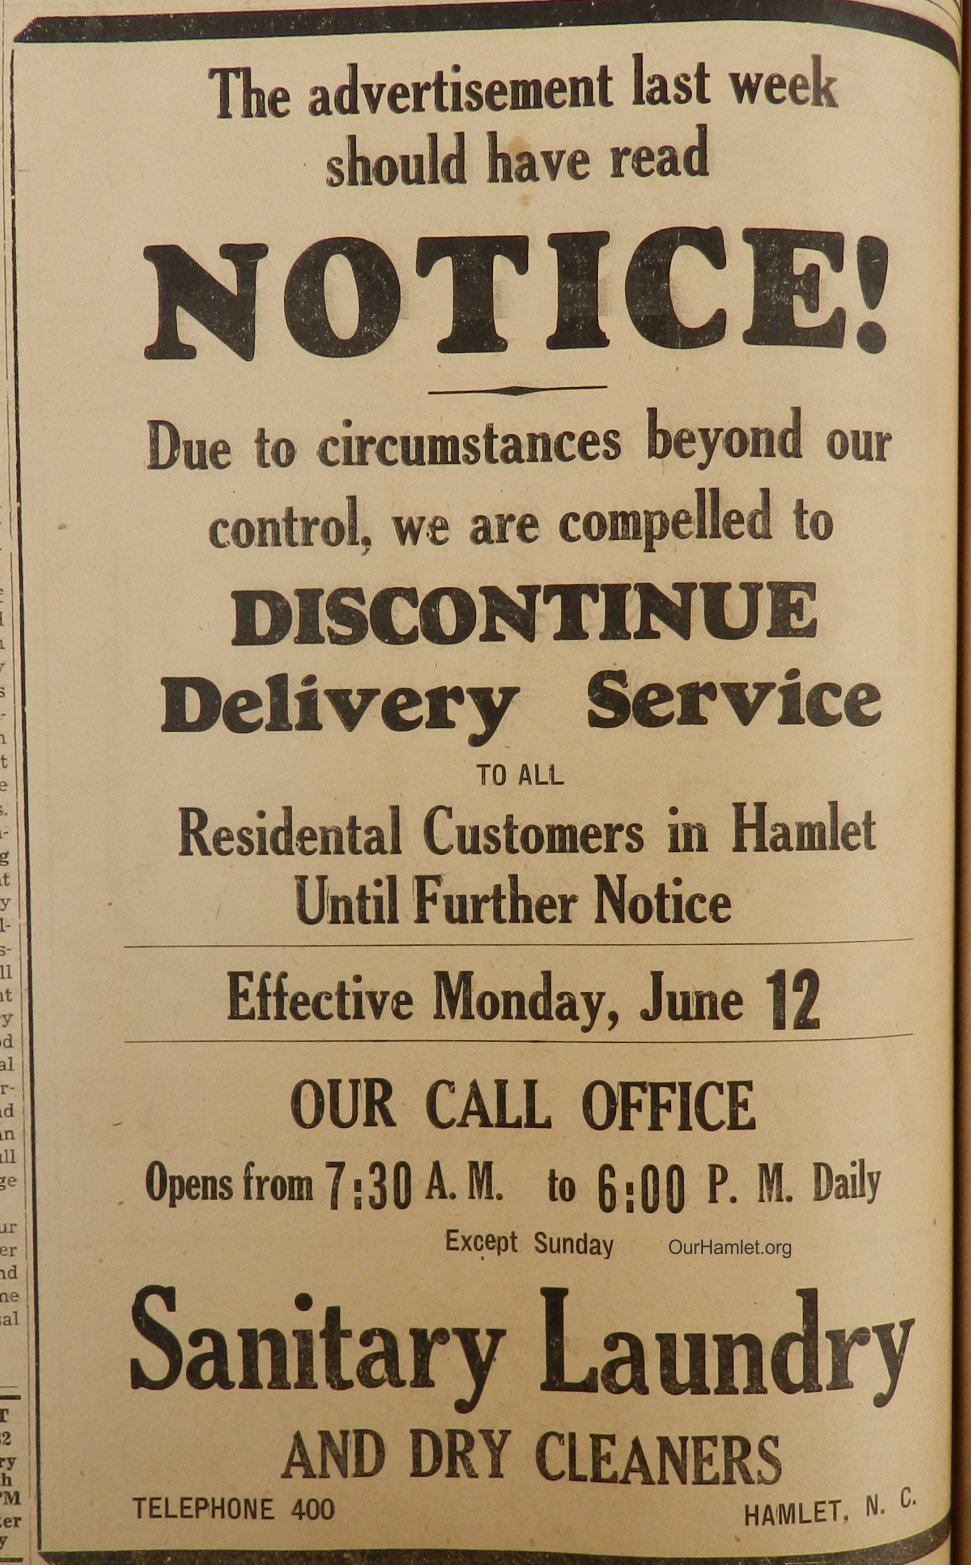 The advertisement last week
should have read
NOTICE!
Due to circumstances beyond our
control, we are compelled to
DISCONTINUE
Delivery Service
TO ALL
Residental Customers in Hamlet
Until Further Notice
Effective Monday, June 12
OUR CALL OFFICE
Opens from 7:30 A. M. to 6:00 P. M. Daily
Except Sunday
OurHamlet.org
Sanitary Laundry
AND DRY CLEANERS
TELEPHONE 400
HAMLET, N. C.